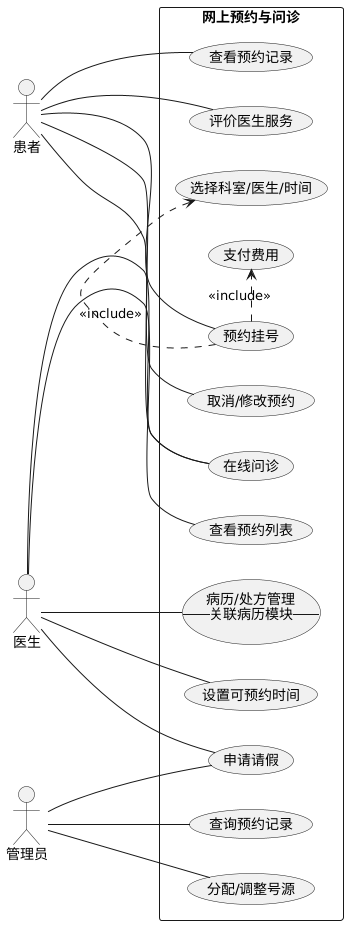 网上预约与问诊
查看预约记录
患者
评价医生服务
选择科室/医生/时间
支付费用
«include»
«include»
预约挂号
取消/修改预约
在线问诊
查看预约列表
医生
病历/处方管理
关联病历模块
设置可预约时间
申请请假
管理员
查询预约记录
分配/调整号源